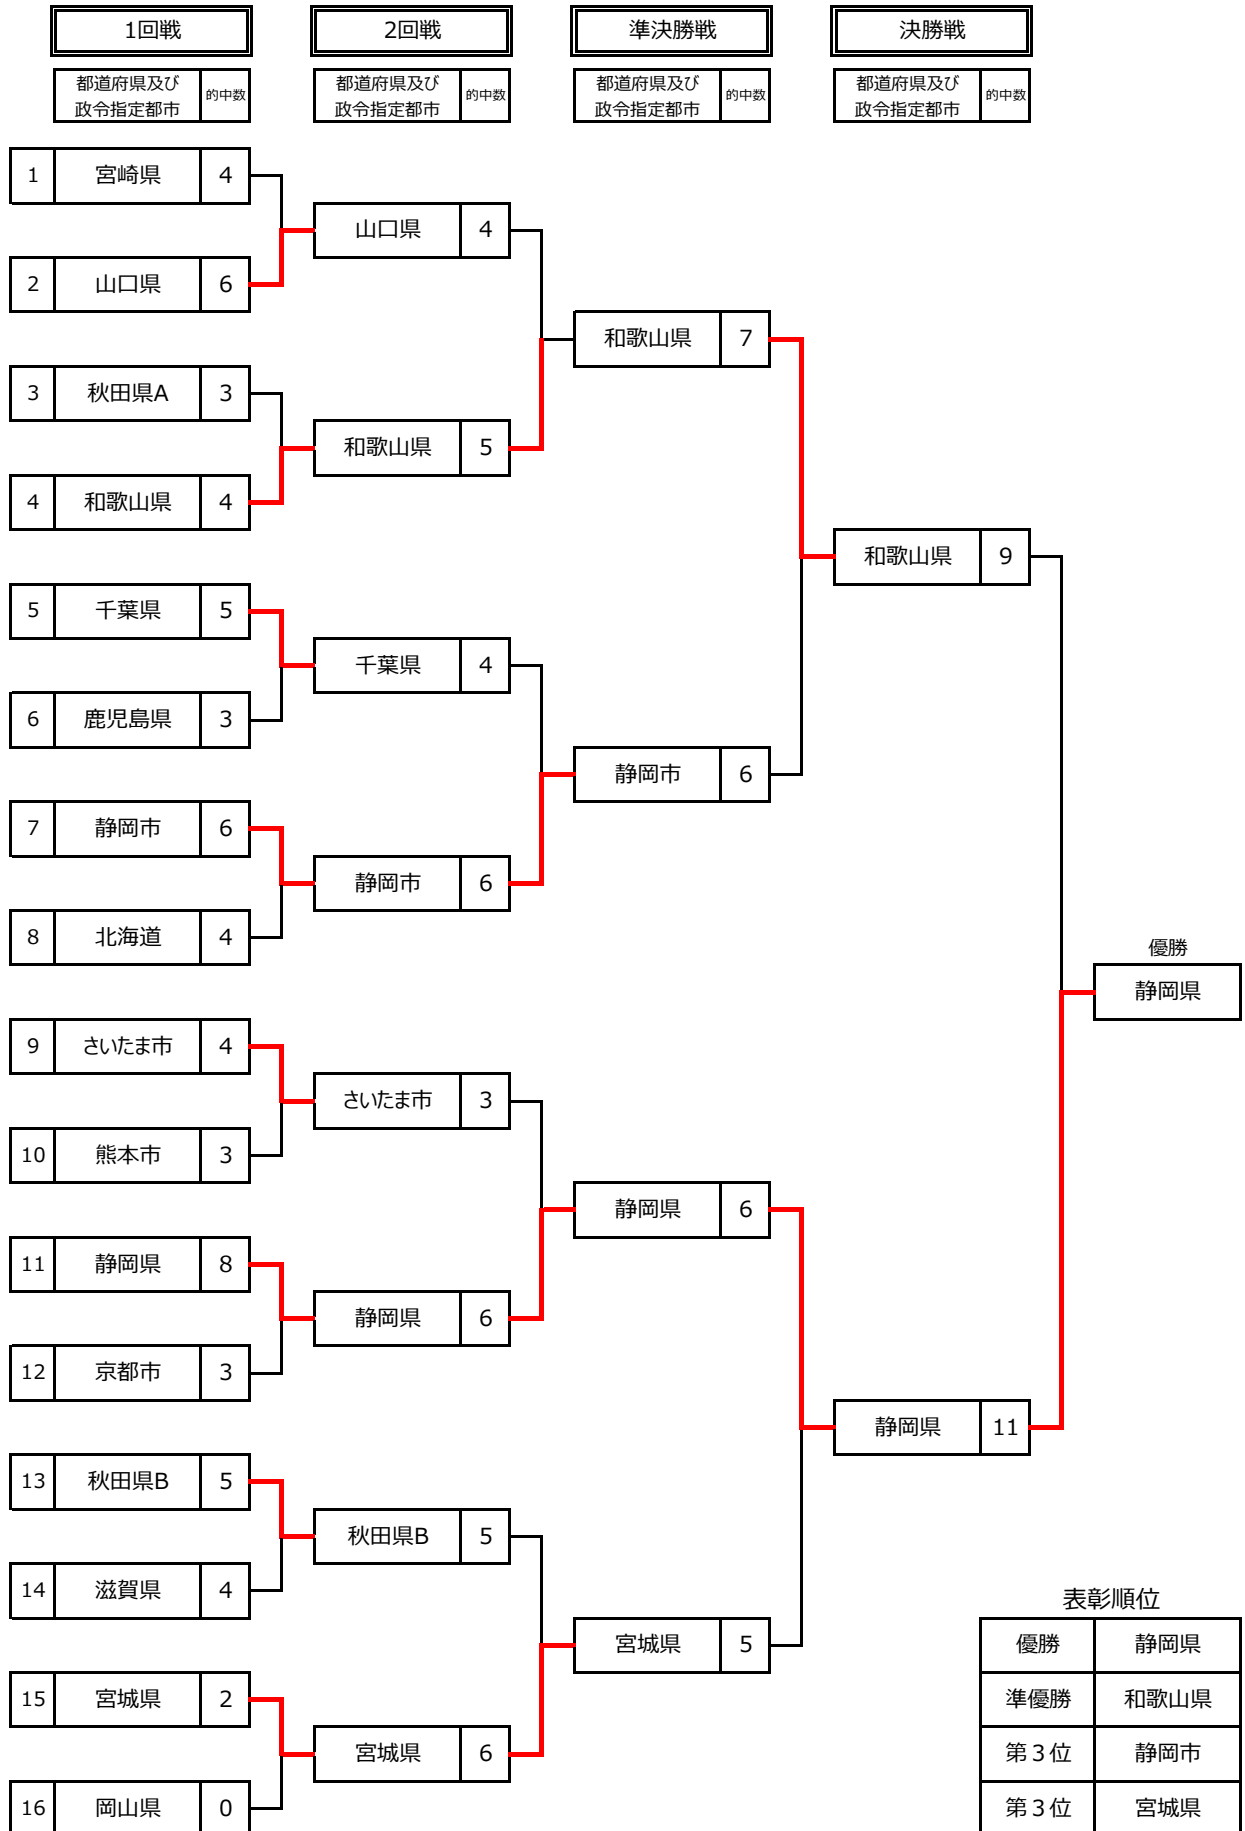 1回戦 2回戦 準決勝戦 決勝戦
都道府県及び 都道府県及び 都道府県及び 都道府県及び
的中数 的中数 的中数 的中数
政令指定都市 政令指定都市 政令指定都市 政令指定都市
1 宮崎県 4
山口県 4
2 山口県 6
和歌山県 7
3 秋田県A 3
和歌山県 5
4 和歌山県 4
和歌山県 9
5 千葉県 5
千葉県 4
6 鹿児島県 3
静岡市 6
7 静岡市 6
静岡市 6
8 北海道 4
優勝
静岡県
9 さいたま市 4
さいたま市 3
10 熊本市 3
静岡県 6
11 静岡県 8
静岡県 6
12 京都市 3
静岡県 11
13 秋田県B 5
秋田県B 5
14 滋賀県 4
宮城県 5
15 宮城県 2
宮城県 6
16 岡山県 0
表彰順位
優勝 静岡県
準優勝 和歌山県
第３位 静岡市
第３位 宮城県